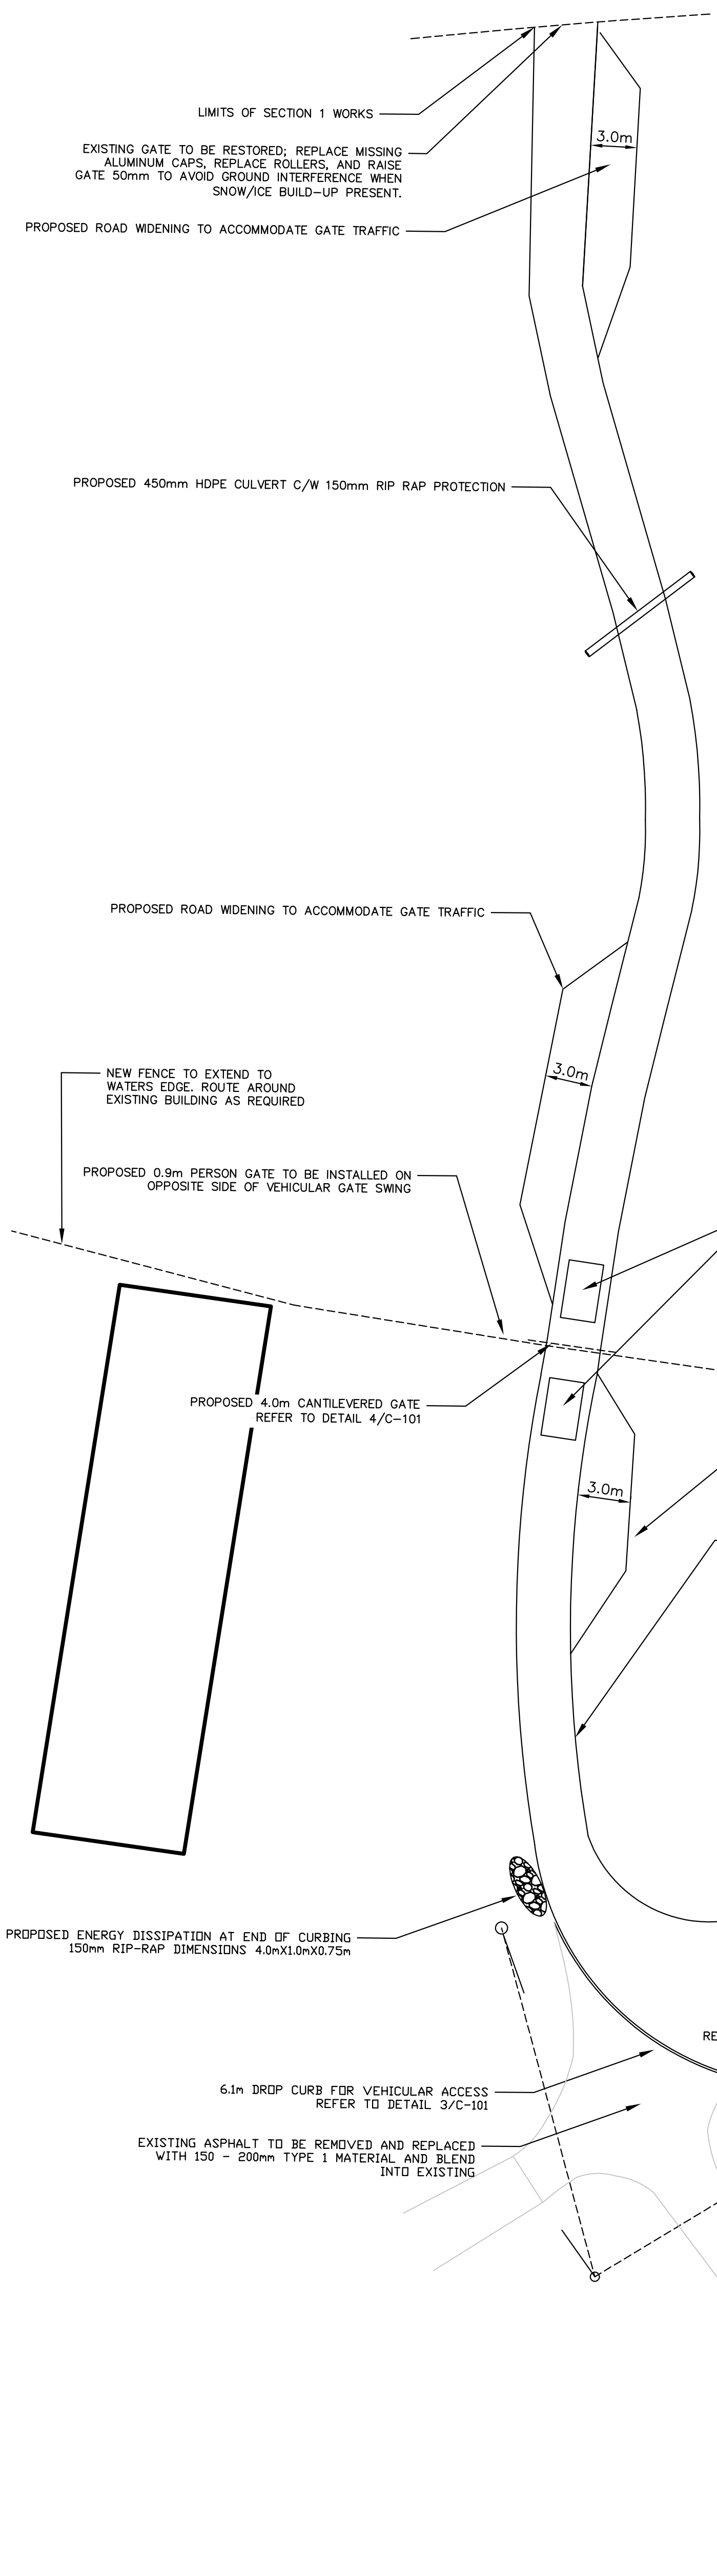 LIMITS OF SECTION 1 WORKS
EXISTING GATE TO BE RESTORED; REPLACE MISSING
ALUMINUM CAPS, REPLACE ROLLERS, AND RAISE
GATE 50mm TO AVOID GROUND INTERFERENCE WHEN
SNOW/ICE BUILD-UP PRESENT.
3.0m
PROPOSED ROAD WIDENING TO ACCOMMODATE GATE TRAFFIC
PROPOSED 450mm HDPE CULVERT C/W 150mm RIP RAP PROTECTION
PROPOSED ROAD WIDENING TO ACCOMMODATE GATE TRAFFIC
3.0m
NEW FENCE TO EXTEND TO
WATERS EDGE. ROUTE AROUND
EXISTING BUILDING AS REQUIRED
PROPOSED 0.9m PERSON GATE TO BE INSTALLED ON
OPPOSITE SIDE OF VEHICULAR GATE SWING
PROPOSED 4.0m CANTILEVERED GATE
REFER TO DETAIL 4/C-101
3.0m
PROPOSED ENERGY DISSIPATION AT END OF CURBING
150mm RIP-RAP DIMENSIONS 4.0mX1.0mX0.75m
RE
6.1m DROP CURB FOR VEHICULAR ACCESS
REFER TO DETAIL 3/C-101
EXISTING ASPHALT TO BE REMOVED AND REPLACED
WITH 150 - 200mm TYPE 1 MATERIAL AND BLEND
INTO EXISTING